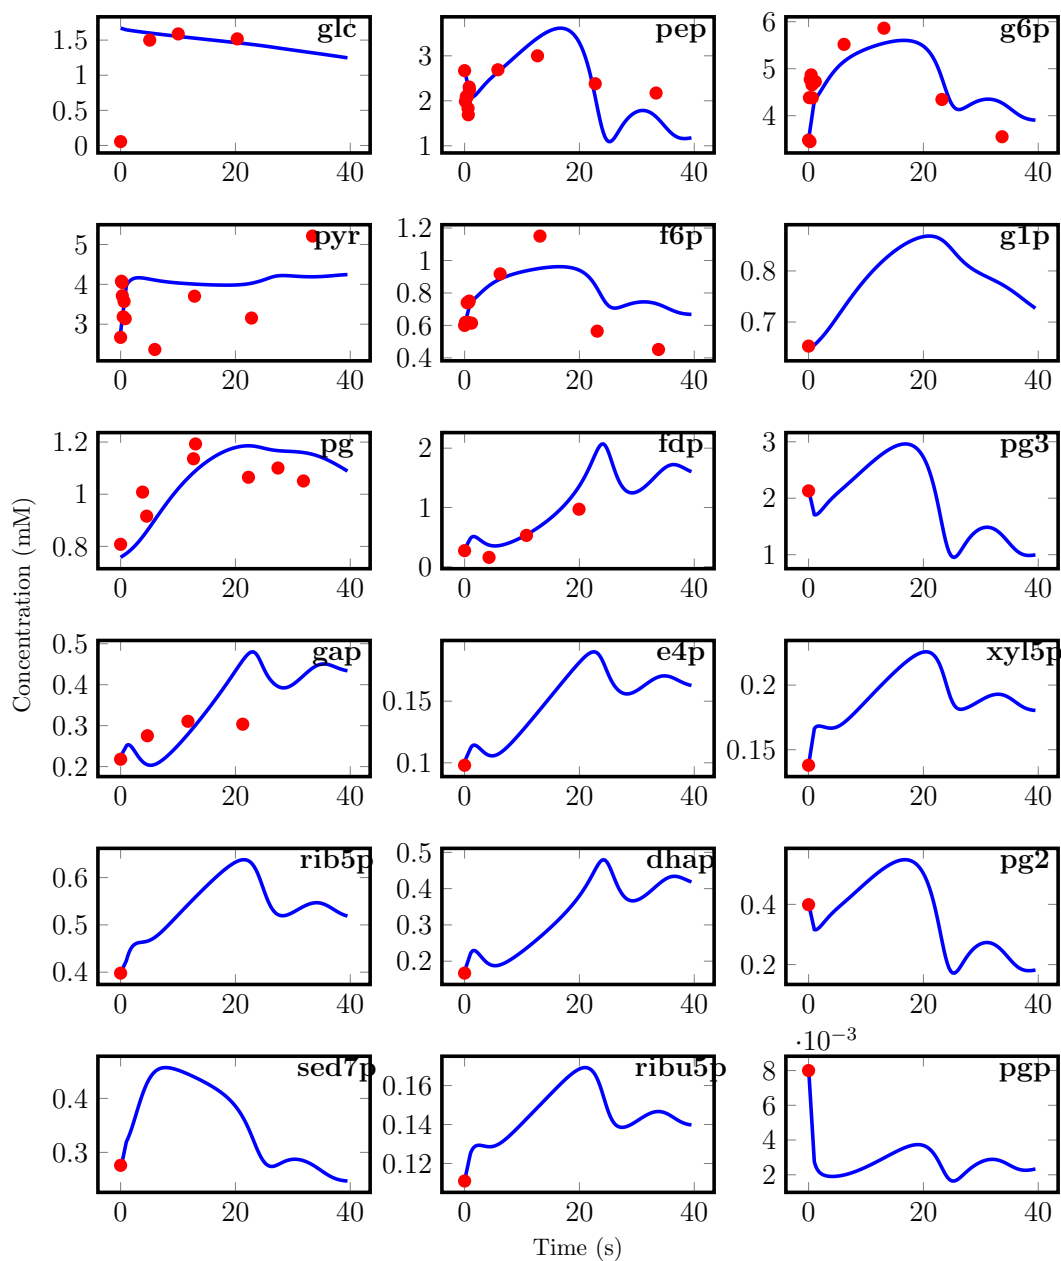 glc
1.5
1
0.5
0
0 20 40
pep
3
2
1
0 20 40
g6p
6
5
4
0 20 40
pyr
5
4
3
0 20 40
f6p
1.2
1
0.8
0.6
0.4
0 20 40
g1p
0.8
0.7
0 20 40
pg
1.2
1
0.8
0 20 40
fdp
2
1
0
0 20 40
pg3
3
2
1
0 20 40
gap
0.5
0.4
0.3
0.2
0 20 40
e4p
0.15
0.1
0 20 40
xyl5p
0.2
0.15
0 20 40
rib5p
0.6
0.5
0.4
0 20 40
dhap
0.5
0.4
0.3
0.2
0 20 40
pg2
0.4
0.2
0 20 40
sed7p
0.4
0.3
0 20 40
ribu5p
0.16
0.14
0.12
0 20 40
·10⁻³
pgp
8
6
4
2
0 20 40
Concentration (mM)
Time (s)